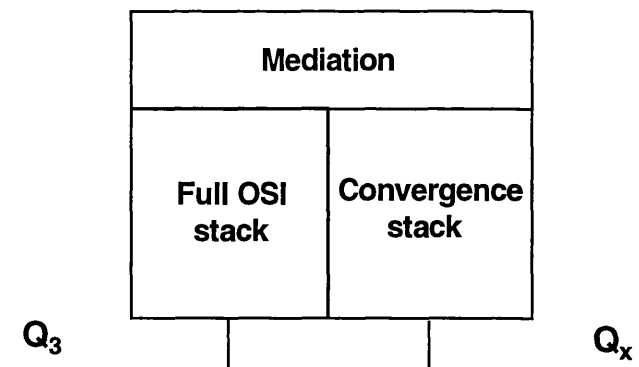 Mediation
Full OSI
stack
Convergence
stack
Q3
Qx